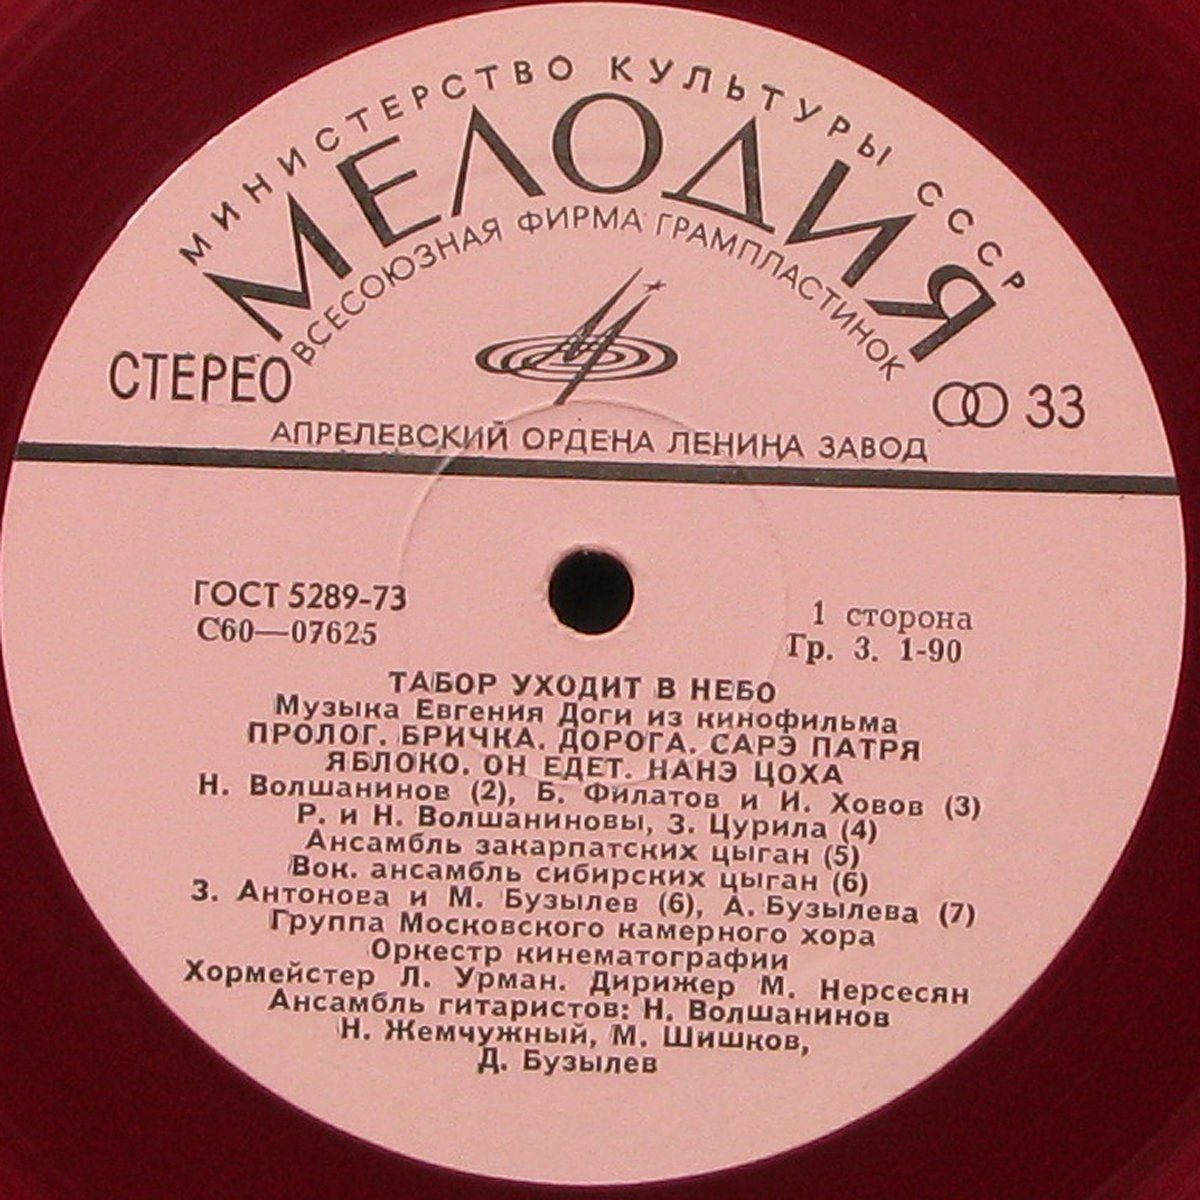 МИНИСТЕРСТВО КУЛЬТУРЫ СССР
МЕЛОДИЯ
ВСЕСОЮЗНАЯ ФИРМА ГРАМПЛАСТИНОК
СТЕРЕО
33
АПРЕЛЕВСКИЙ ОРДЕНА ЛЕНИНА ЗАВОД
ГОСТ 5289-73
С60—07625
1 сторона
Гр. 3. 1-90
ТАБОР УХОДИТ В НЕБО
Музыка Евгения Доги из кинофильма
ПРОЛОГ. БРИЧКА. ДОРОГА. САРЭ ПАТРЯ
ЯБЛОКО. ОН ЕДЕТ. НАНЭ ЦОХА
Н. Волшанинов (2), Б. Филатов и И. Ховов (3)
Р. и Н. Волшаниновы, З. Цурила (4)
Ансамбль закарпатских цыган (5)
Вок. ансамбль сибирских цыган (6)
З. Антонова и М. Бузылев (6), А. Бузылева (7)
Группа Московского камерного хора
Оркестр кинематографии
Хормейстер Л. Урман. Дирижер М. Нерсесян
Ансамбль гитаристов: Н. Волшанинов
Н. Жемчужный, М. Шишков,
Д. Бузылев